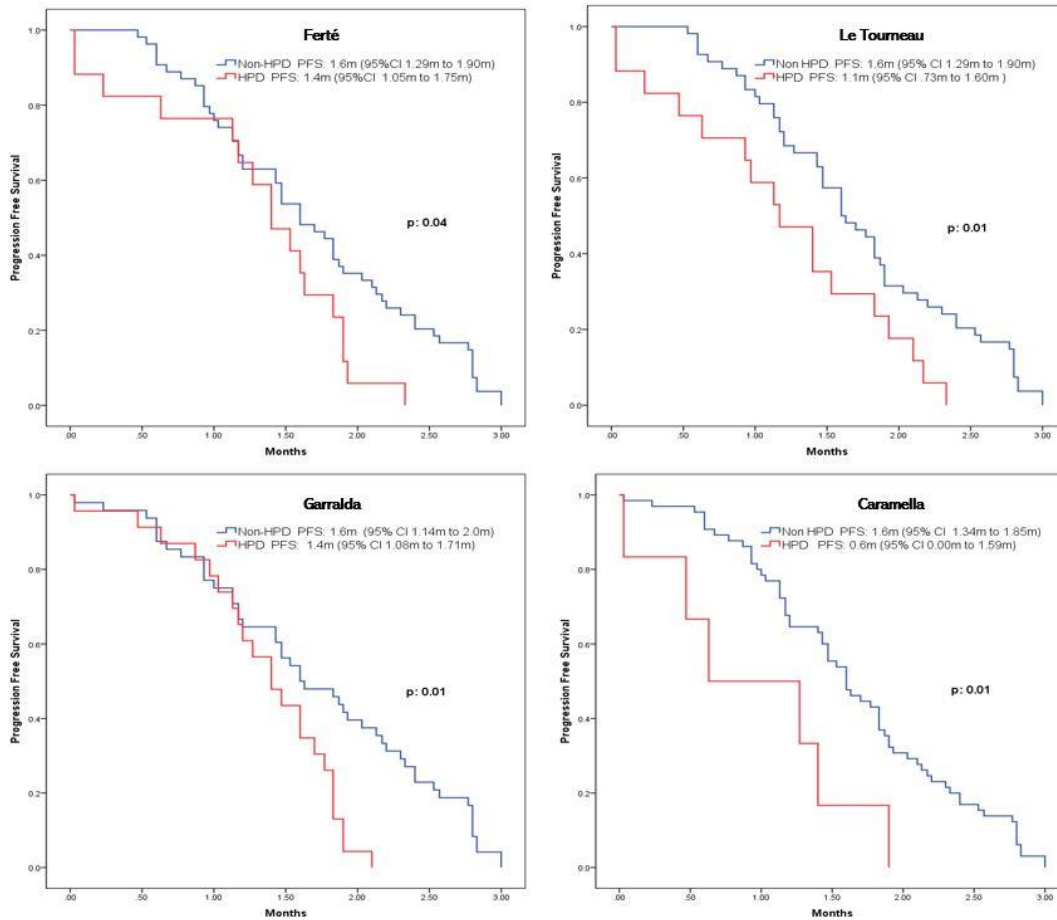 Ferté
Non-HPD PFS: 1.6m (95%CI 1.29m to 1.90m)
HPD PFS: 1.4m (95%CI 1.05m to 1.75m)
p: 0.04
Progression Free Survival
1.0
0.8
0.6
0.4
0.2
0.0
.00 .50 1.00 1.50 2.00 2.50 3.00
Months
Le Tourneau
Non HPD PFS: 1.6m (95% CI 1.29m to 1.90m)
HPD PFS: 1.1m (95% CI .73m to 1.60m )
p: 0.01
Progression Free Survival
1.0
0.8
0.6
0.4
0.2
0.0
.00 .50 1.00 1.50 2.00 2.50 3.00
Months
Garralda
Non-HPD PFS: 1.6m (95% CI 1.14m to 2.0m)
HPD PFS: 1.4m (95% CI 1.08m to 1.71m)
p: 0.01
Progression Free Survival
1.0
0.8
0.6
0.4
0.2
0.0
.00 .50 1.00 1.50 2.00 2.50 3.00
Months
Caramella
Non HPD PFS: 1.6m (95% CI 1.34m to 1.85m)
HPD PFS: 0.6m (95% CI 0.00m to 1.59m)
p: 0.01
Progression Free Survival
1.0
0.8
0.6
0.4
0.2
0.0
.00 .50 1.00 1.50 2.00 2.50 3.00
Months